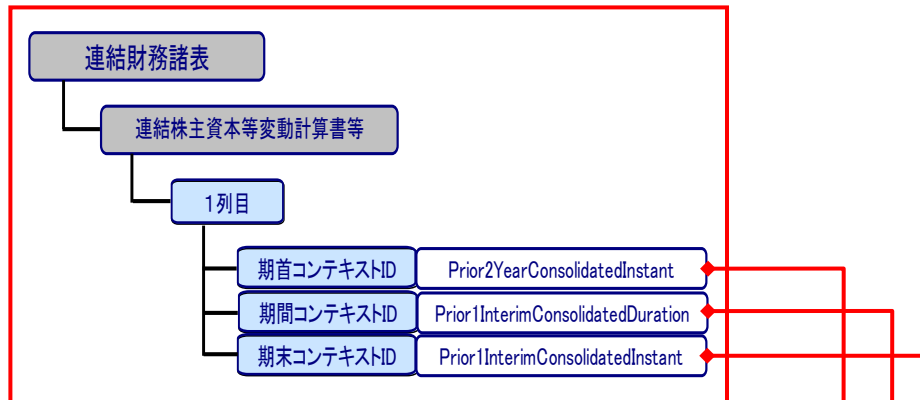 連結財務諸表
連結株主資本等変動計算書等
１列目
期首コンテキストID Prior2YearConsolidatedInstant
期間コンテキストID Prior1InterimConsolidatedDuration
期末コンテキストID Prior1InterimConsolidatedInstant